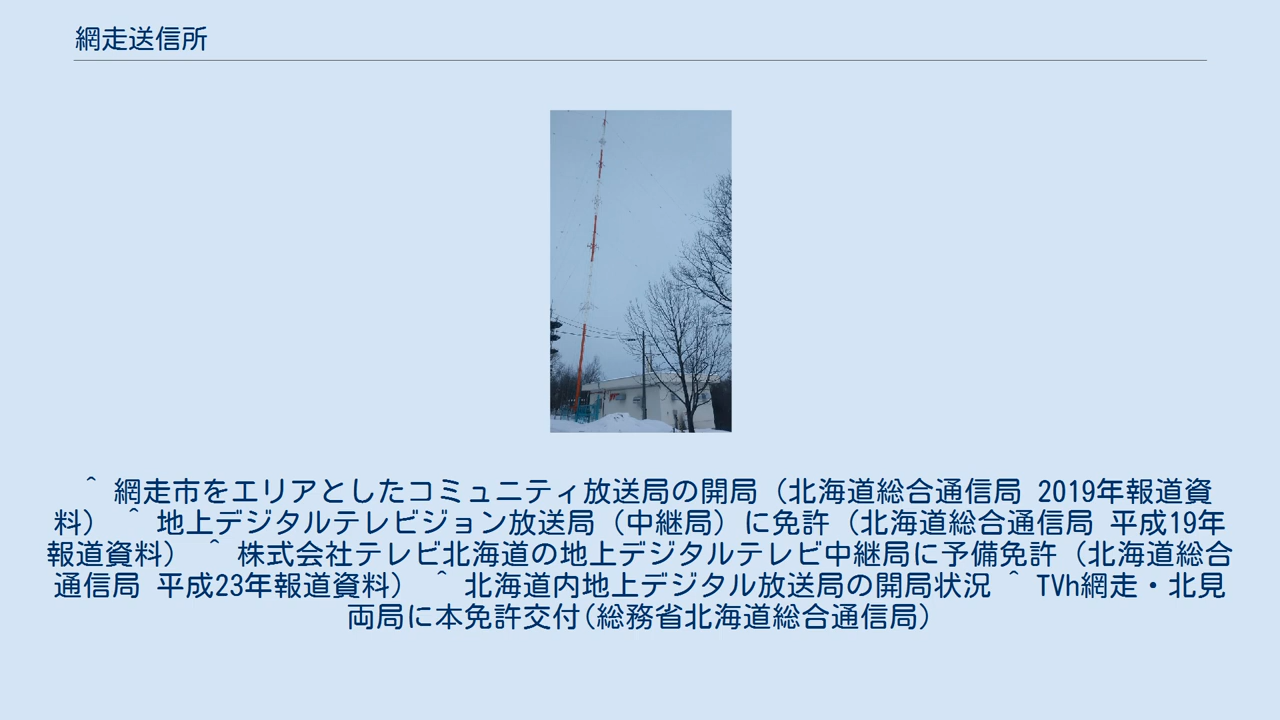 網走送信所
＾ 網走市をエリアとしたコミュニティ放送局の開局（北海道総合通信局 2019年報道資
料） ＾ 地上デジタルテレビジョン放送局（中継局）に免許（北海道総合通信局 平成19年
報道資料） ＾ 株式会社テレビ北海道の地上デジタルテレビ中継局に予備免許（北海道総合
通信局 平成23年報道資料） ＾ 北海道内地上デジタル放送局の開局状況 ＾ TVh網走・北見
両局に本免許交付(総務省北海道総合通信局)